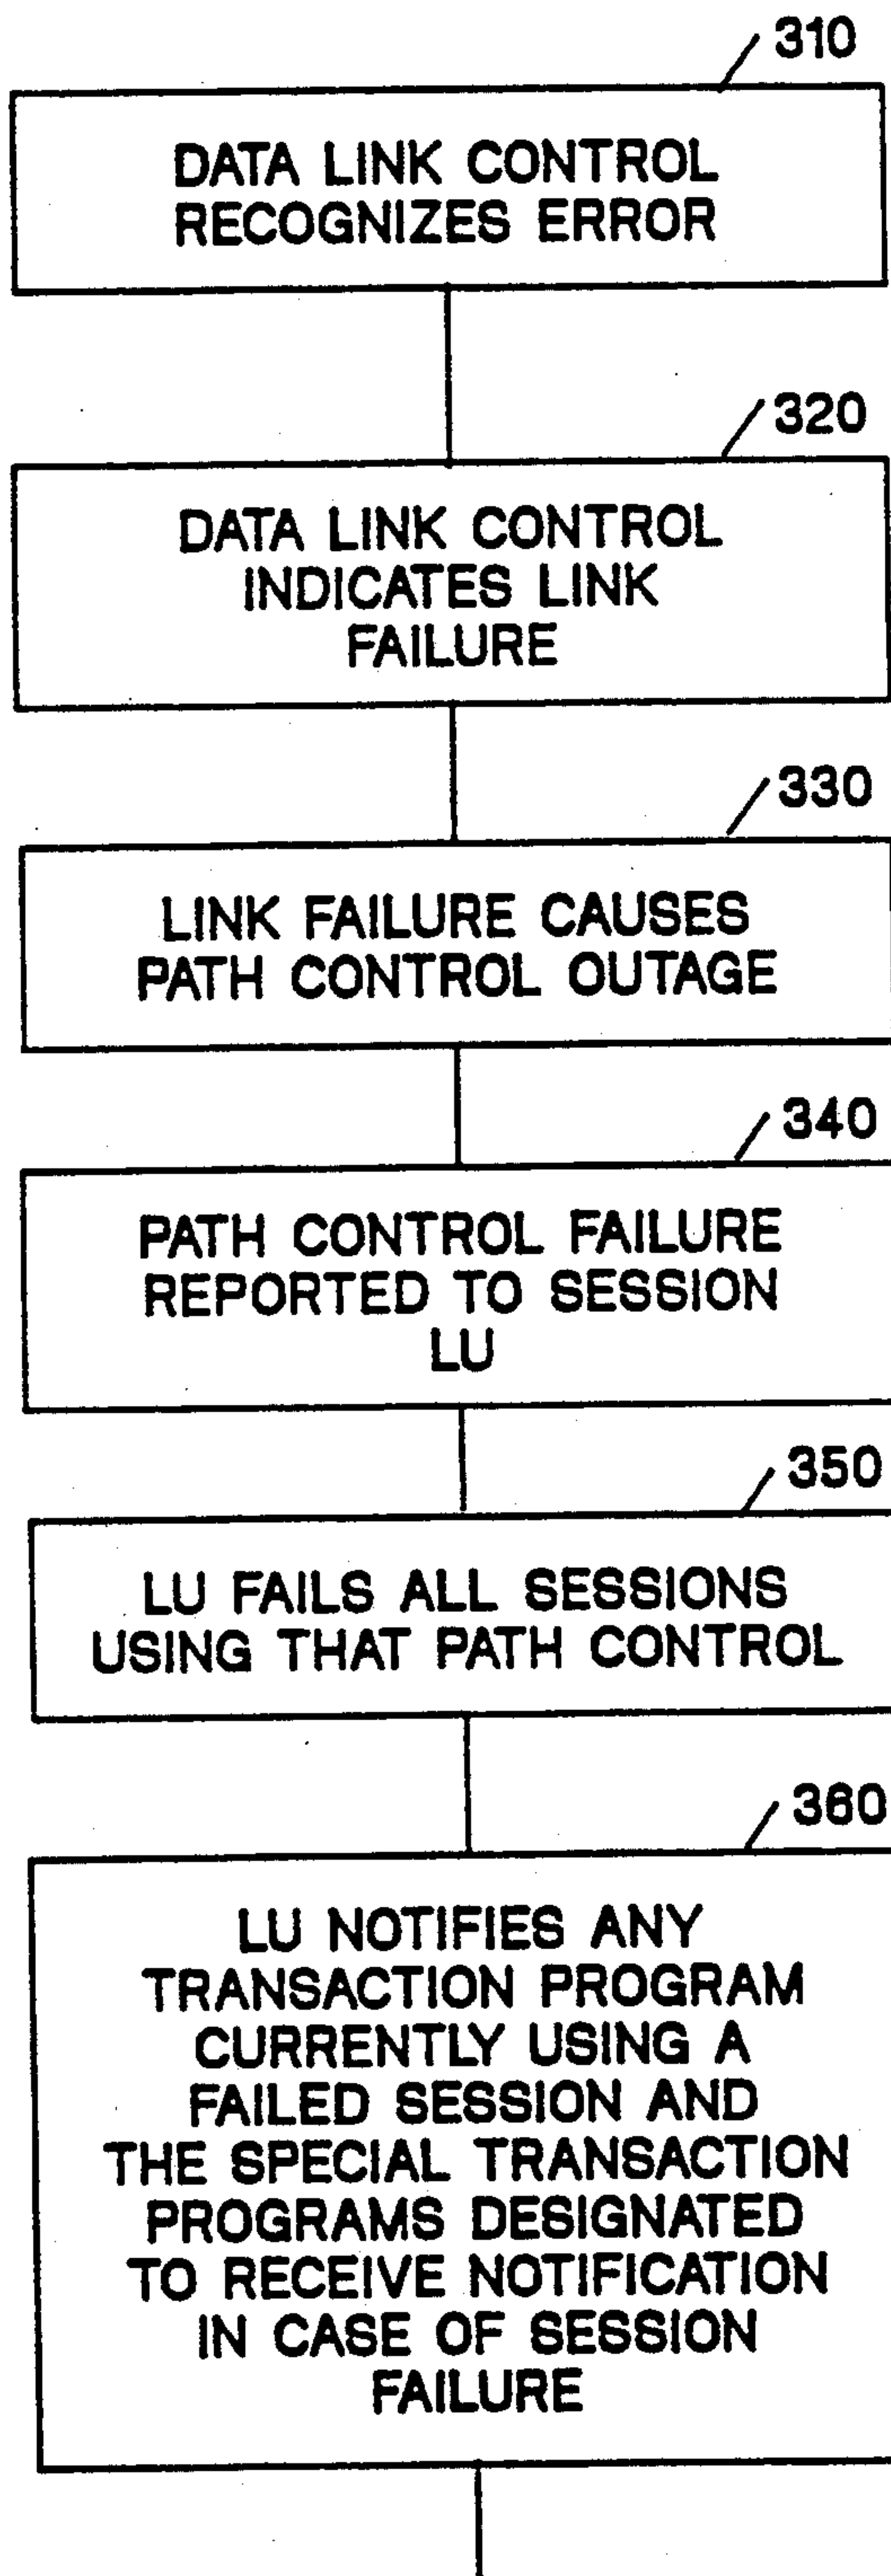 310
DATA LINK CONTROL
RECOGNIZES ERROR
320
DATA LINK CONTROL
INDICATES LINK
FAILURE
330
LINK FAILURE CAUSES
PATH CONTROL OUTAGE
340
PATH CONTROL FAILURE
REPORTED TO SESSION
LU
350
LU FAILS ALL SESSIONS
USING THAT PATH CONTROL
360
LU NOTIFIES ANY
TRANSACTION PROGRAM
CURRENTLY USING A
FAILED SESSION AND
THE SPECIAL TRANSACTION
PROGRAMS DESIGNATED
TO RECEIVE NOTIFICATION
IN CASE OF SESSION
FAILURE